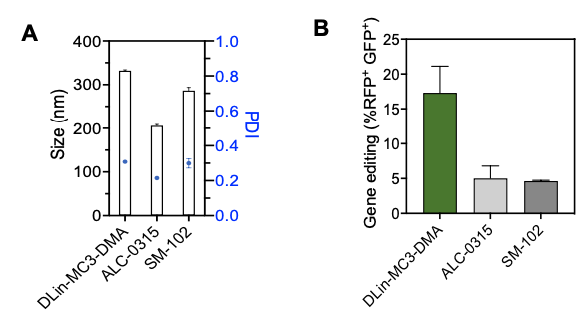 A
Size (nm)
400
300
200
100
0
1.0
0.8
0.6
0.4
0.2
0.0
PDI
DLin-MC3-DMA
ALC-0315
SM-102
B
Gene editing (%RFP⁺ GFP⁺)
25
20
15
10
5
0
DLin-MC3-DMA
ALC-0315
SM-102